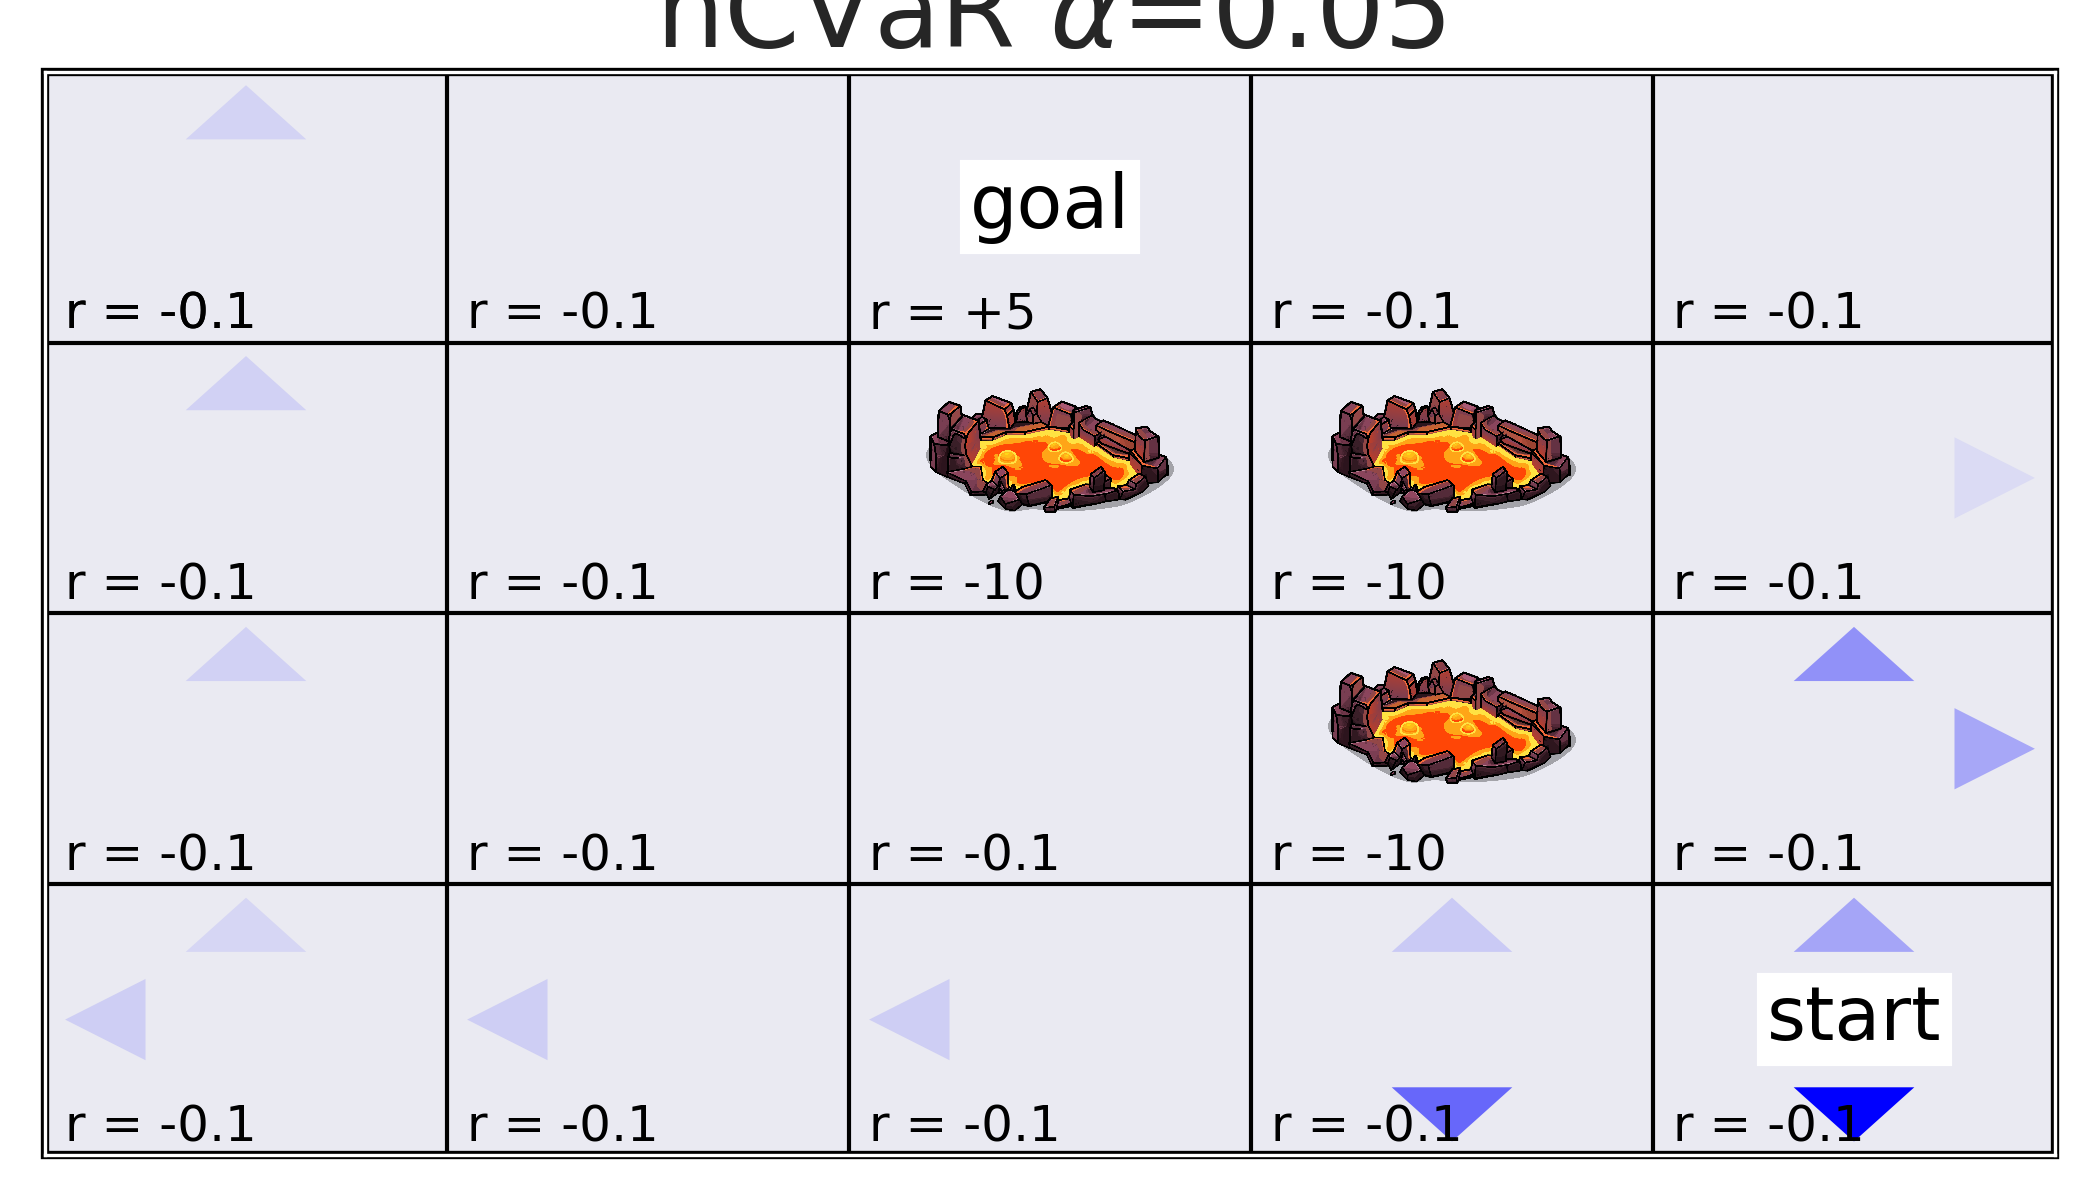 nCVaR α=0.05
goal
r = -0.1 r = -0.1 r = +5 r = -0.1 r = -0.1
r = -0.1 r = -0.1 r = -10 r = -10 r = -0.1
r = -0.1 r = -0.1 r = -0.1 r = -10 r = -0.1
start
r = -0.1 r = -0.1 r = -0.1 r = -0.1 r = -0.1